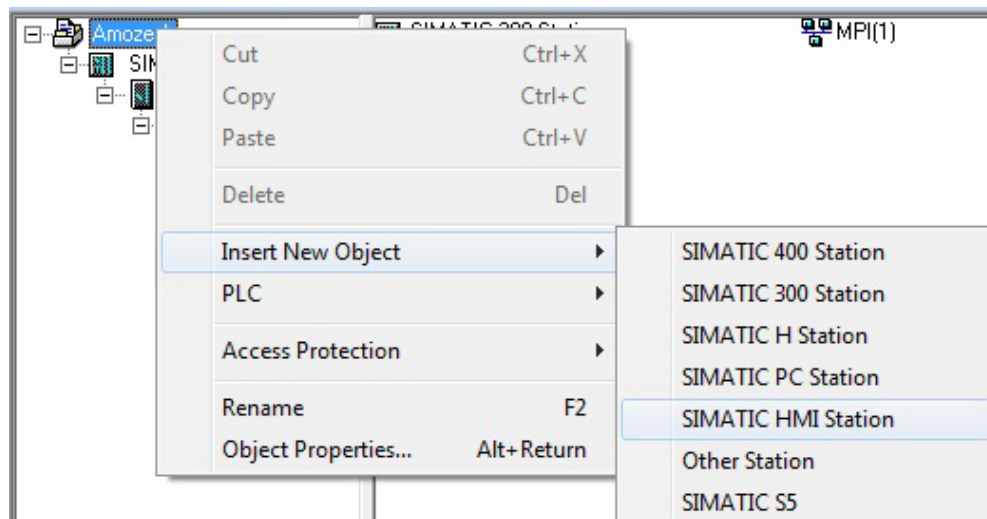 MPI(1)
Cut Ctrl+X
Copy Ctrl+C
Paste Ctrl+V
Delete Del
Insert New Object
PLC
Access Protection
Rename F2
Object Properties... Alt+Return
SIMATIC 400 Station
SIMATIC 300 Station
SIMATIC H Station
SIMATIC PC Station
SIMATIC HMI Station
Other Station
SIMATIC S5